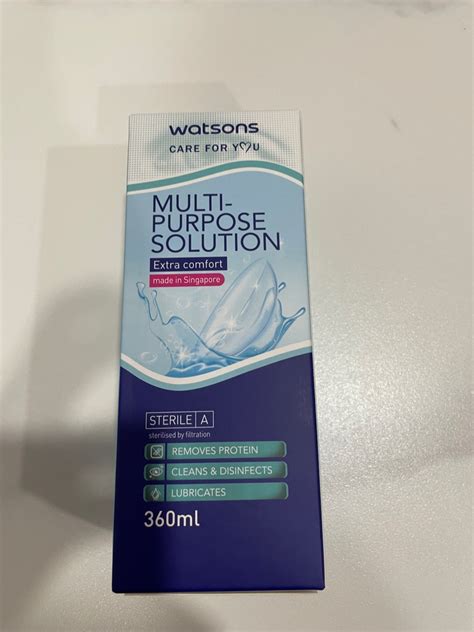 watsons
CARE FOR Y♡U
MULTI-
PURPOSE
SOLUTION
Extra comfort
made in Singapore
STERILE A
sterilised by filtration
REMOVES PROTEIN
CLEANS & DISINFECTS
LUBRICATES
360ml